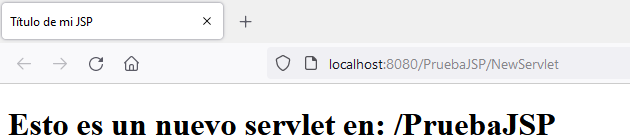 Título de mi JSP
localhost:8080/PruebaJSP/NewServlet
Esto es un nuevo servlet en: /PruebaJSP